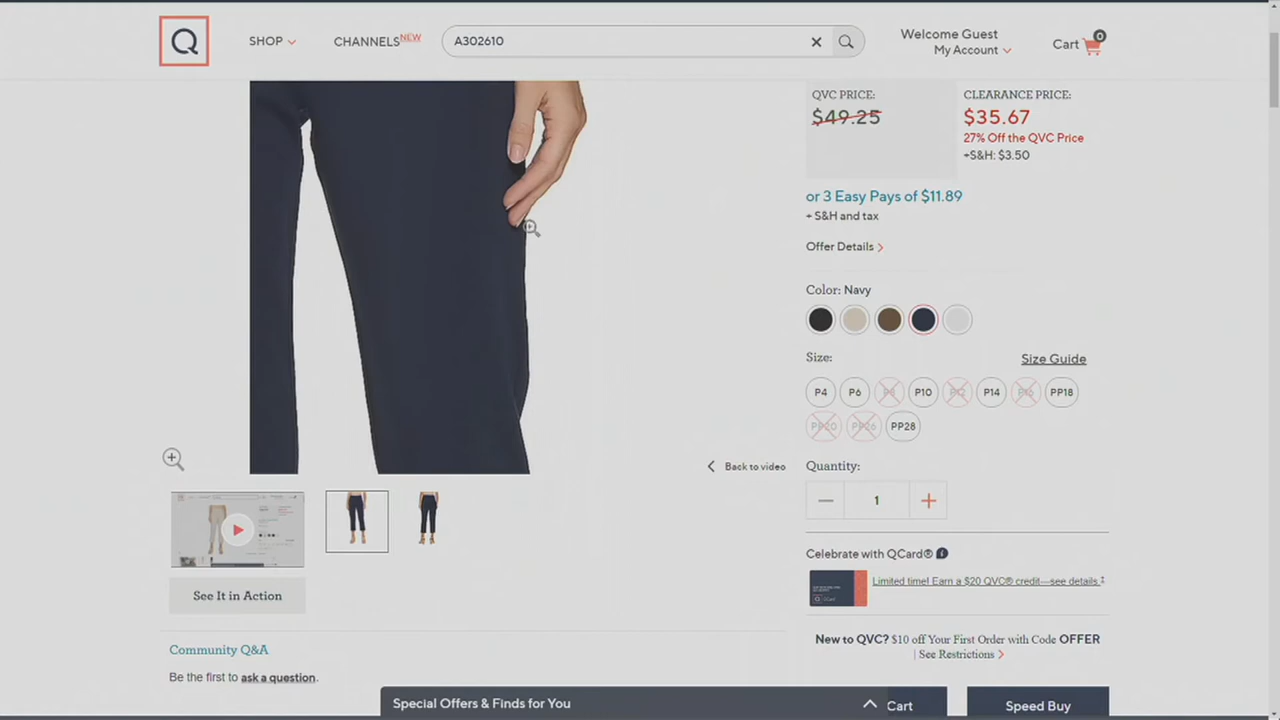 Q
SHOP
CHANNELS NEW
A302610
Welcome Guest
My Account
Cart 0
QVC PRICE:
$49.25
CLEARANCE PRICE:
$35.67
27% Off the QVC Price
+S&H: $3.50
or 3 Easy Pays of $11.89
+ S&H and tax
Offer Details
Color: Navy
Size:
Size Guide
P4 P6 P8 P10 P12 P14 P16 PP18
PP20 PP26 PP28
Back to video
Quantity:
1
See It in Action
Celebrate with QCard®
Limited time! Earn a $20 QVC® credit—see details.‡
New to QVC? $10 off Your First Order with Code OFFER
| See Restrictions
Community Q&A
Be the first to ask a question.
Special Offers & Finds for You
Cart
Speed Buy